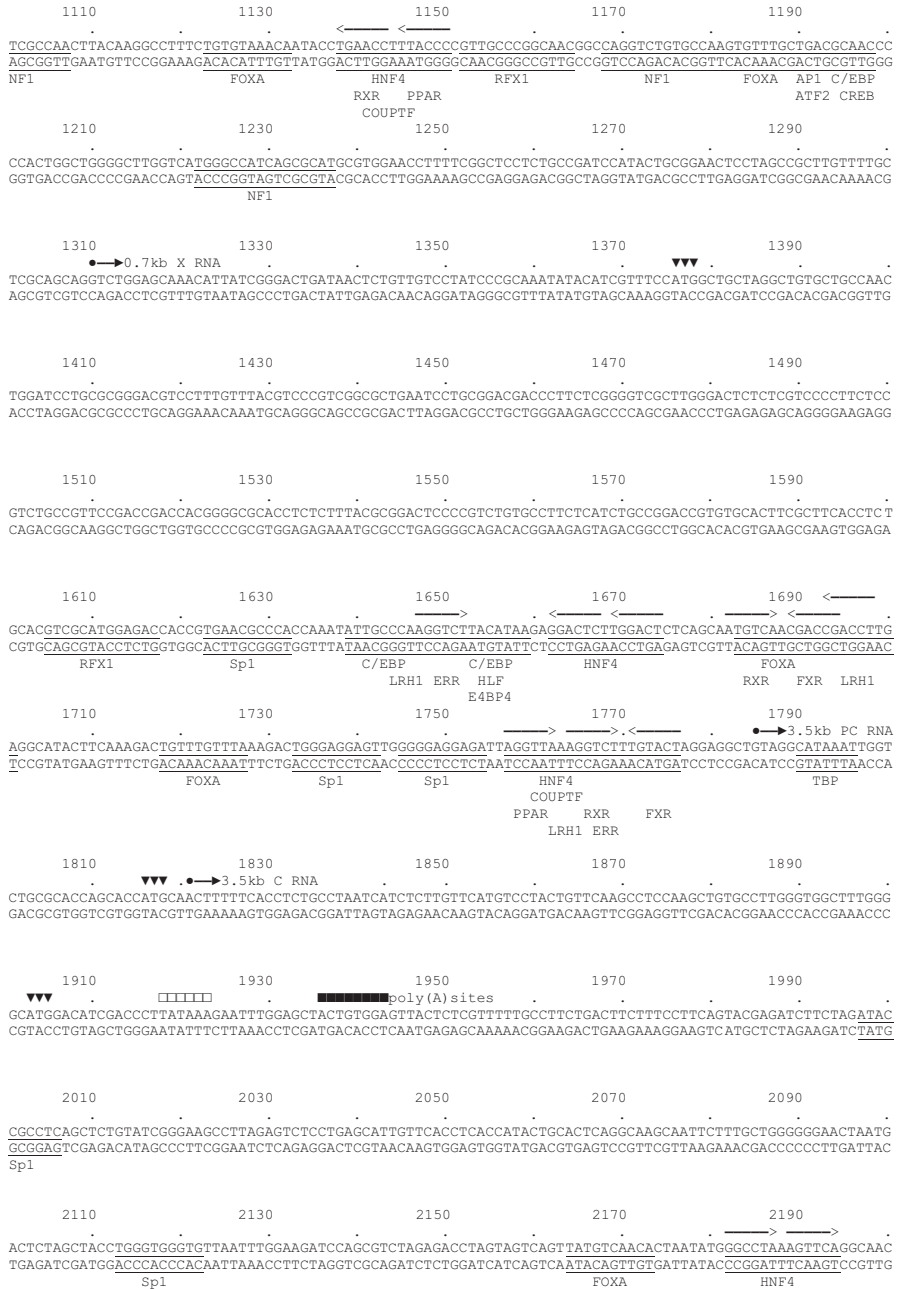 1110 1130 1150 1170 1190
TCGCCAACTTACAAGGCCTTTCTGTGTAAACAATACCTGAACCTTTACCCCGTTGCCCGGCAACGGCCAGGTCTGTGCCAAGTGTTTGCTGACGCAACCC
AGCGGTTGAATGTTCCGGAAAGACACATTTGTTATGGACTTGGAAATGGGGCAACGGGCCGTTGCCGGTCCAGACACGGTTCACAAACGACTGCGTTGGG
NF1 FOXA HNF4 RFX1 NF1 FOXA AP1 C/EBP
RXR PPAR ATF2 CREB
COUPTF
1210 1230 1250 1270 1290
CCACTGGCTGGGGCTTGGTCATGGGCCATCAGCGCATGCGTGGAACCTTTTCGGCTCCTCTGCCGATCCATACTGCGGAACTCCTAGCCGCTTGTTTTGC
GGTGACCGACCCCGAACCAGTACCCGGTAGTCGCGTACGCACCTTGGAAAAGCCGAGGAGACGGCTAGGTATGACGCCTTGAGGATCGGCGAACAAAACG
NF1
1310 1330 1350 1370 1390
●→0.7kb X RNA ▼▼▼
TCGCAGCAGGTCTGGAGCAAACATTATCGGGACTGATAACTCTGTTGTCCTATCCCGCAAATATACATCGTTTCCATGGCTGCTAGGCTGTGCTGCCAAC
AGCGTCGTCCAGACCTCGTTTGTAATAGCCCTGACTATTGAGACAACAGGATAGGGCGTTTATATGTAGCAAAGGTACCGACGATCCGACACGACGGTTG
1410 1430 1450 1470 1490
TGGATCCTGCGCGGGACGTCCTTTGTTTACGTCCCGTCGGCGCTGAATCCTGCGGACGACCCTTCTCGGGGTCGCTTGGGACTCTCTCGTCCCCTTCTCC
ACCTAGGACGCGCCCTGCAGGAAACAAATGCAGGGCAGCCGCGACTTAGGACGCCTGCTGGGAAGAGCCCCAGCGAACCCTGAGAGAGCAGGGGAAGAGG
1510 1530 1550 1570 1590
GTCTGCCGTTCCGACCGACCACGGGGCGCACCTCTCTTTACGCGGACTCCCCGTCTGTGCCTTCTCATCTGCCGGACCGTGTGCACTTCGCTTCACCTCT
CAGACGGCAAGGCTGGCTGGTGCCCCGCGTGGAGAGAAATGCGCCTGAGGGGCAGACACGGAAGAGTAGACGGCCTGGCACACGTGAAGCGAAGTGGAGA
1610 1630 1650 1670 1690
GCACGTCGCATGGAGACCACCGTGAACGCCCACCAAATATTGCCCAAGGTCTTACATAAGAGGACTCTTGGACTCTCAGCAATGTCAACGACCGACCTTG
CGTGCAGCGTACCTCTGGTGGCACTTGCGGGTGGTTTATAACGGGTTCCAGAATGTATTCTCCTGAGAACCTGAGAGTCGTTACAGTTGCTGGCTGGAAC
RFX1 Sp1 C/EBP C/EBP HNF4 FOXA
LRH1 ERR HLF RXR FXR LRH1
E4BP4
1710 1730 1750 1770 1790
●→3.5kb PC RNA
AGGCATACTTCAAAGACTGTTTGTTTAAAGACTGGGAGGAGTTGGGGGAGGAGATTAGGTTAAAGGTCTTTGTACTAGGAGGCTGTAGGCATAAATTGGT
TCCGTATGAAGTTTCTGACAAACAAATTTCTGACCCTCCTCAACCCCCTCCTCTAATCCAATTTCCAGAAACATGATCCTCCGACATCCGTATTTAACCA
FOXA Sp1 Sp1 HNF4 TBP
COUPTF
PPAR RXR FXR
LRH1 ERR
1810 1830 1850 1870 1890
▼▼▼ ●→3.5kb C RNA
CTGCGCACCAGCACCATGCAACTTTTTCACCTCTGCCTAATCATCTCTTGTTCATGTCCTACTGTTCAAGCCTCCAAGCTGTGCCTTGGGTGGCTTTGGG
GACGCGTGGTCGTGGTACGTTGAAAAAGTGGAGACGGATTAGTAGAGAACAAGTACAGGATGACAAGTTCGGAGGTTCGACACGGAACCCACCGAAACCC
1910 1930 1950 1970 1990
▼▼▼ □□□□□□ ■■■■■■■■poly(A)sites
GCATGGACATCGACCCTTATAAAGAATTTGGAGCTACTGTGGAGTTACTCTCGTTTTTGCCTTCTGACTTCTTTCCTTCAGTACGAGATCTTCTAGATAC
CGTACCTGTAGCTGGGAATATTTCTTAAACCTCGATGACACCTCAATGAGAGCAAAAACGGAAGACTGAAGAAAGGAAGTCATGCTCTAGAAGATCTATG
2010 2030 2050 2070 2090
CGCCTCAGCTCTGTATCGGGAAGCCTTAGAGTCTCCTGAGCATTGTTCACCTCACCATACTGCACTCAGGCAAGCAATTCTTTGCTGGGGGGAACTAATG
GCGGAGTCGAGACATAGCCCTTCGGAATCTCAGAGGACTCGTAACAAGTGGAGTGGTATGACGTGAGTCCGTTCGTTAAGAAACGACCCCCCTTGATTAC
Sp1
2110 2130 2150 2170 2190
ACTCTAGCTACCTGGGTGGGTGTTAATTTGGAAGATCCAGCGTCTAGAGACCTAGTAGTCAGTTATGTCAACACTAATATGGGCCTAAAGTTCAGGCAAC
TGAGATCGATGGACCCACCCACAATTAAACCTTCTAGGTCGCAGATCTCTGGATCATCAGTCAATACAGTTGTGATTATACCCGGATTTCAAGTCCGTTG
Sp1 FOXA HNF4